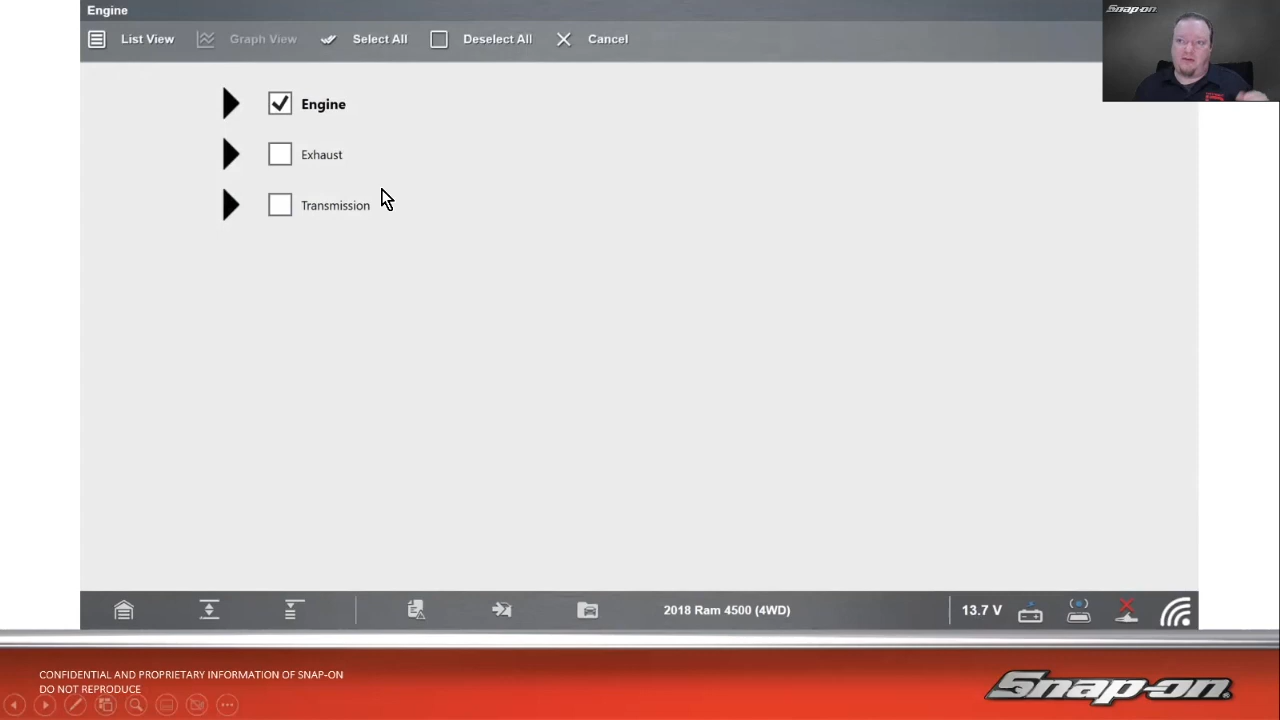 Engine
List View Graph View Select All Deselect All Cancel
Snap-on
Engine
Exhaust
Transmission
2018 Ram 4500 (4WD) 13.7 V
CONFIDENTIAL AND PROPRIETARY INFORMATION OF SNAP-ON
DO NOT REPRODUCE
Snap-on